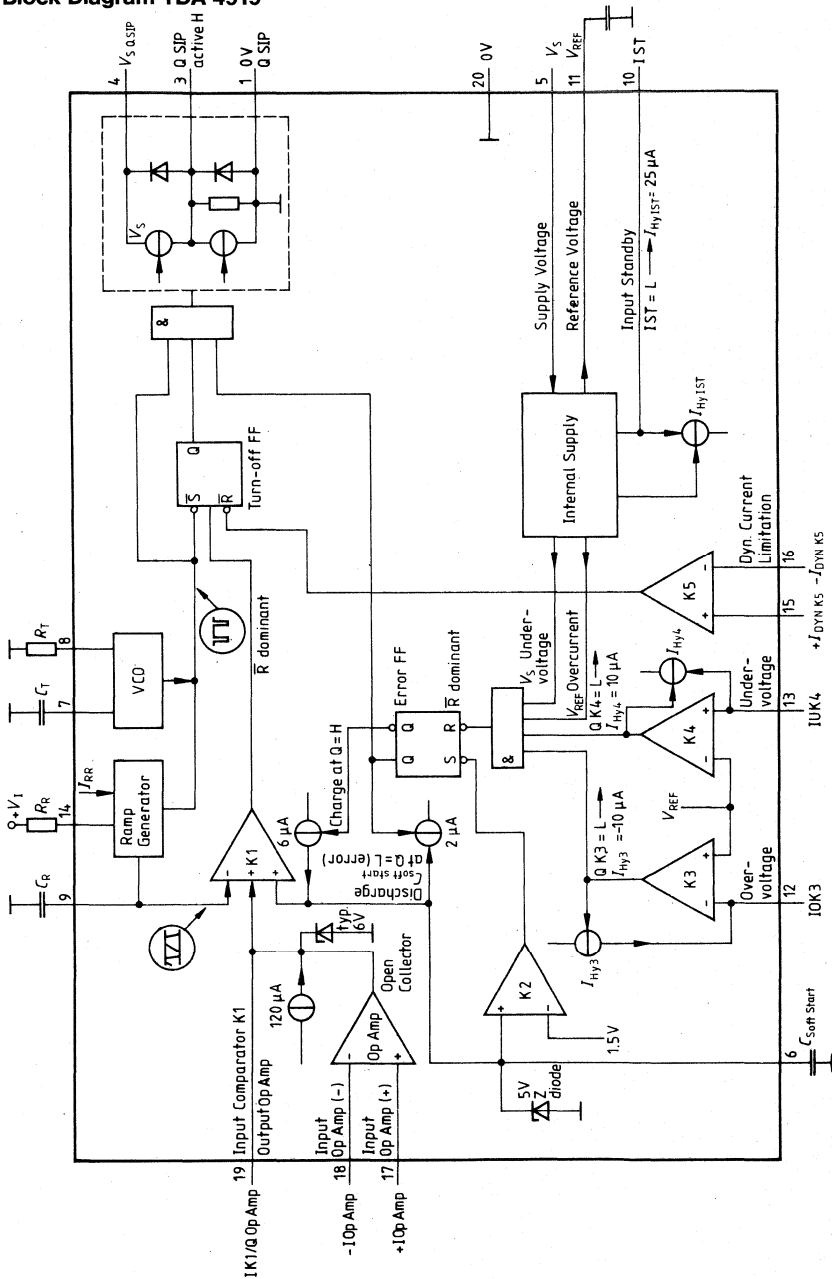 Block Diagram TDA 4919
4 V_S Q SIP
3 Q SIP
active H
1 0V
Q SIP
20 0V
5 V_S
11 V_REF
10 IST
V_S
&
Supply Voltage
Reference Voltage
Input Standby
IST = L → I_Hy IST = 25 µA
Internal Supply
I_Hy IST
Q
S̅
R̅
Turn-off FF
R̅ dominant
R_T
8
C_T
7
VCO
+V_I
R_R
14
I_RR
Ramp
Generator
C_R
9
- + K1
+
6 µA
Charge at Q = H
Discharge
C_soft start
at Q = L (error)
2 µA
Error FF
Q Q
S R
R̅ dominant
&
V_S Under-
voltage
V_REF Overcurrent
Q K4 = L →
I_Hy4 = 10 µA
I_Hy4
Q K3 = L →
I_Hy3 = -10 µA
I_Hy3
K5
+ -
Dyn. Current
Limitation
16
15
+I_DYN K5 -I_DYN K5
K4
- +
Under-
voltage
13
IUK4
V_REF
K3
- +
Over-
voltage
12
IOK3
K2
+ -
1.5 V
5V
Z
diode
6 C_Soft Start
typ.
6V
120 µA
Open
Collector
Op Amp
- +
19 Input Comparator K1
Output Op Amp
IK1/Q Op Amp
18 Input
Op Amp (-)
-I Op Amp
17 Input
Op Amp (+)
+I Op Amp